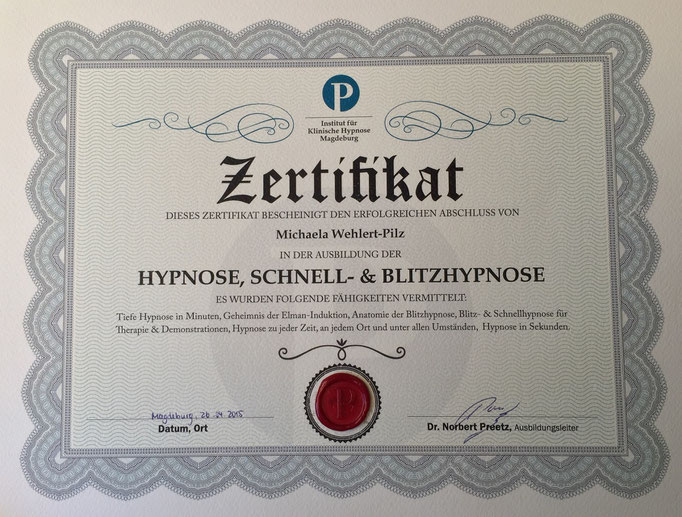 P
Institut für
Klinische Hypnose
Magdeburg
Zertifikat
DIESES ZERTIFIKAT BESCHEINIGT DEN ERFOLGREICHEN ABSCHLUSS VON
Michaela Wehlert-Pilz
IN DER AUSBILDUNG DER
HYPNOSE, SCHNELL- & BLITZHYPNOSE
ES WURDEN FOLGENDE FÄHIGKEITEN VERMITTELT:
Tiefe Hypnose in Minuten, Geheimnis der Elman-Induktion, Anatomie der Blitzhypnose, Blitz- & Schnellhypnose für
Therapie & Demonstrationen, Hypnose zu jeder Zeit, an jedem Ort und unter allen Umständen, Hypnose in Sekunden.
P
Magdeburg, 26 04 2015
Datum, Ort
Dr. Norbert Preetz, Ausbildungsleiter